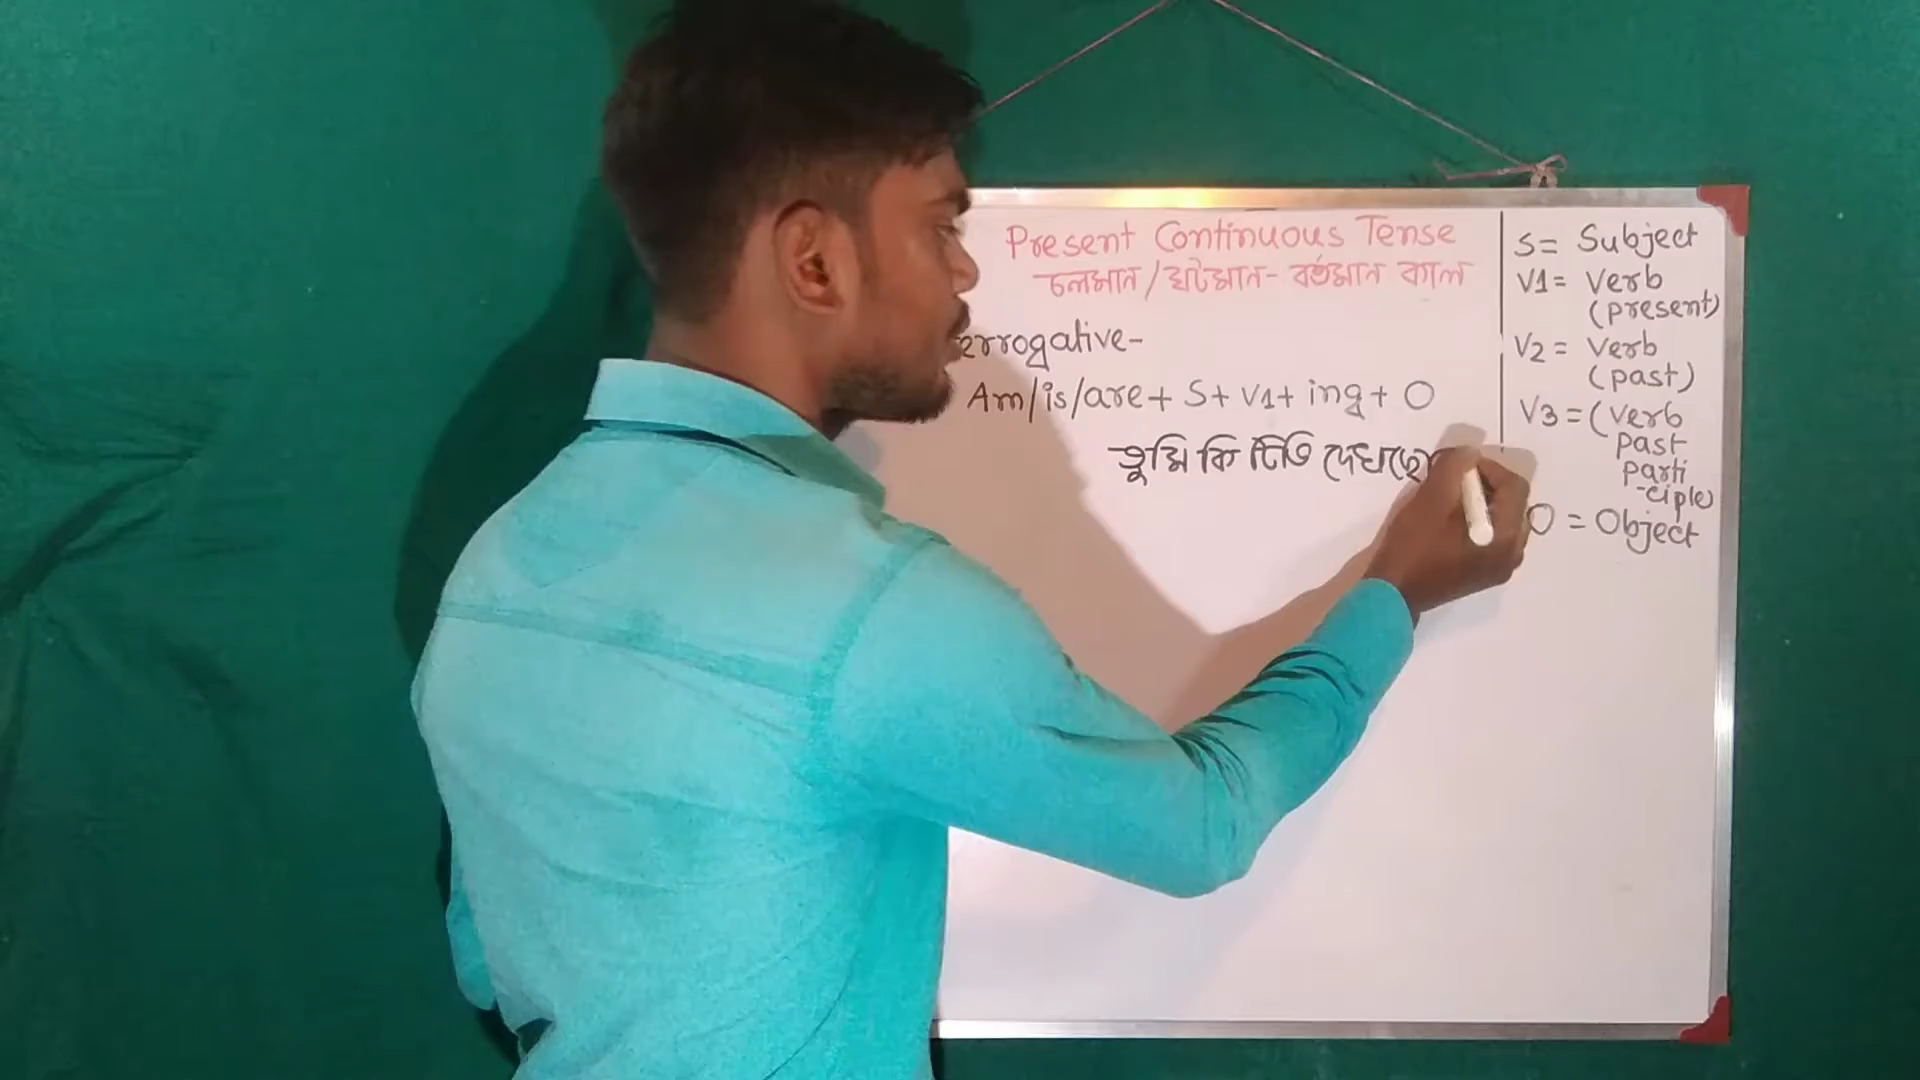 Present Continuous Tense
চলমান/ঘটমান- বর্তমান কাল
errogative-
Am/is/are+ S+ V1+ ing+ O
তুমি কি টিভি দেখছো
S= Subject
V1= Verb
(present)
V2= Verb
(past)
V3=(Verb
past
parti
-ciple)
O = Object